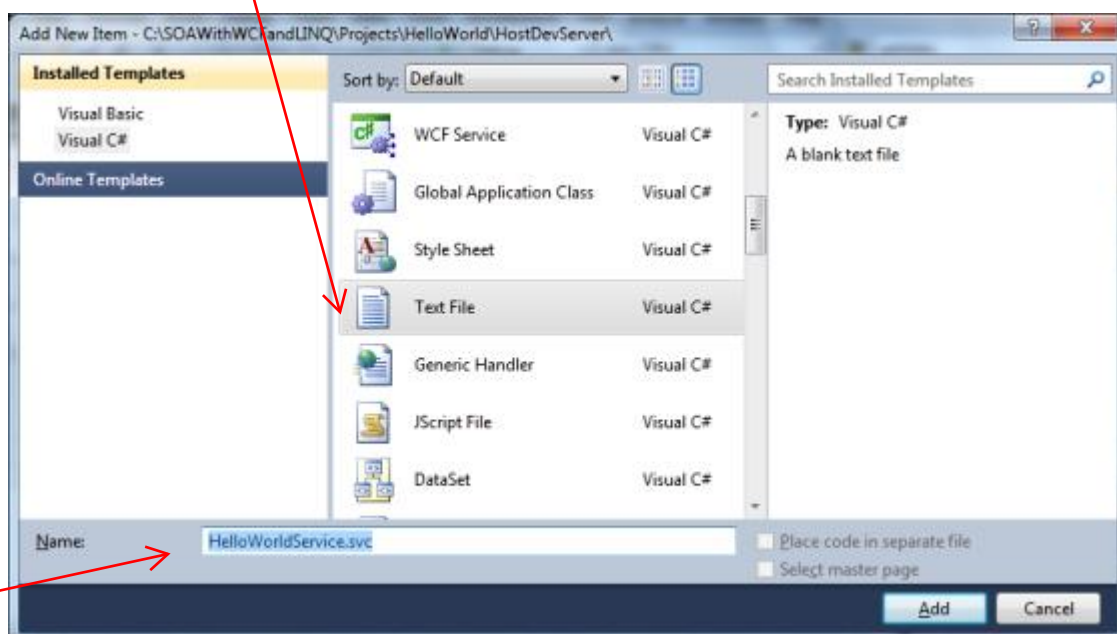 Add New Item - C:\SOAWithWCFandLINQ\Projects\HelloWorld\HostDevServer\
Installed Templates
Visual Basic
Visual C#
Online Templates
Sort by: Default
Search Installed Templates
WCF Service Visual C#
Global Application Class Visual C#
Style Sheet Visual C#
Text File Visual C#
Generic Handler Visual C#
JScript File Visual C#
DataSet Visual C#
Type: Visual C#
A blank text file
Name: HelloWorldService.svc
Place code in separate file
Select master page
Add Cancel